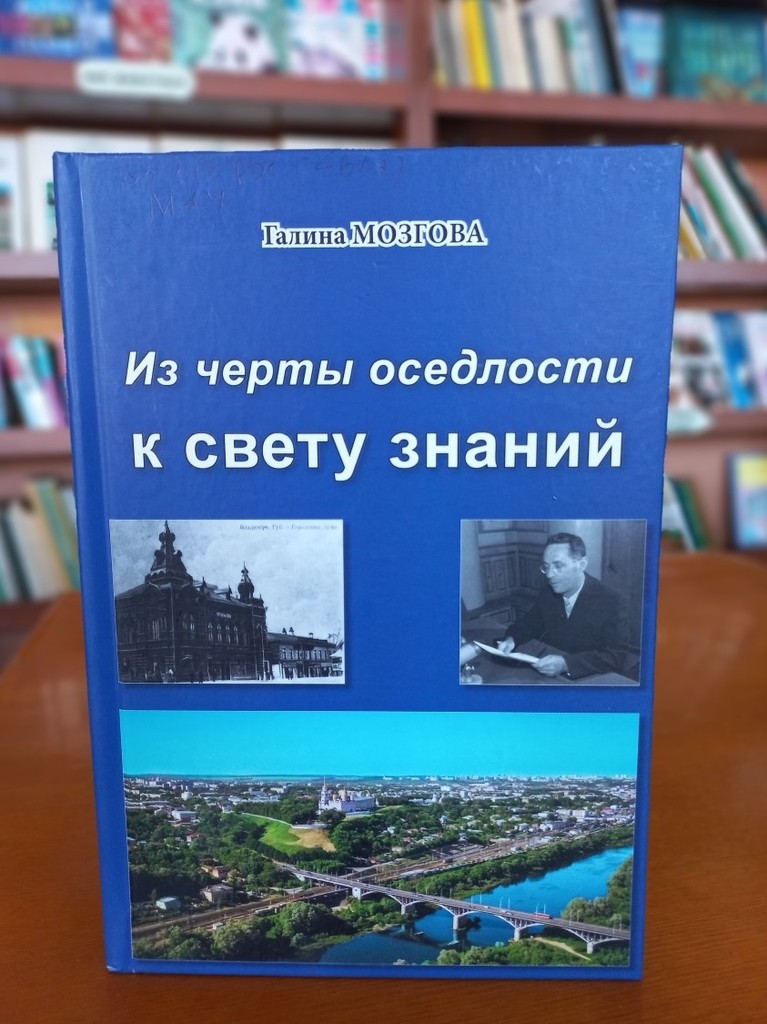 Галина МОЗГОВА
Из черты оседлости
к свету знаний